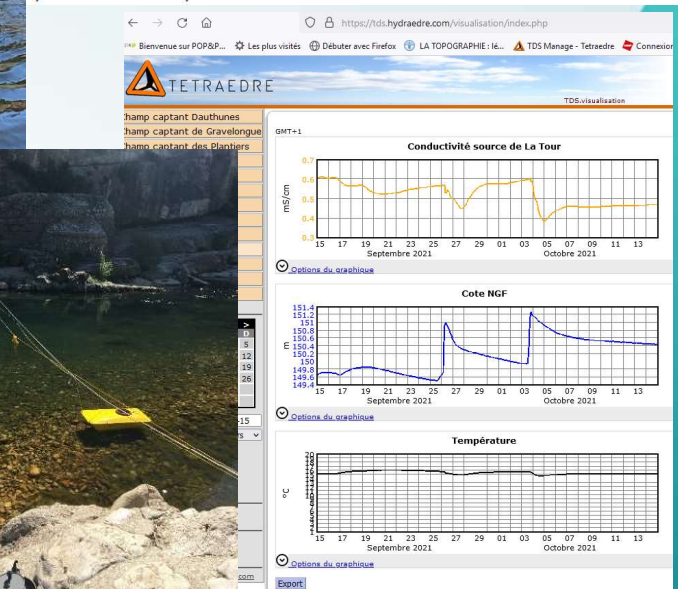 https://tds.hydraedre.com/visualisation/index.php
Bienvenue sur POP&P... Les plus visités Débuter avec Firefox LA TOPOGRAPHIE : lé... TDS Manage - Tetraedre Connexion
TETRAEDRE
TDS.visualisation
Champ captant Dauthunes
Champ captant de Gravelongue
Champ captant des Plantiers
GMT+1
Conductivité source de La Tour
mS/cm
0.7
0.6
0.5
0.4
0.3
15 17 19 21 23 25 27 29 01 03 05 07 09 11 13
Septembre 2021 Octobre 2021
Options du graphique
Cote NGF
m
151.4
151.2
151
150.8
150.6
150.4
150.2
150
149.8
149.6
149.4
15 17 19 21 23 25 27 29 01 03 05 07 09 11 13
Septembre 2021 Octobre 2021
Options du graphique
>
D
5
12
19
26
-15
rs
Température
°C
15 17 19 21 23 25 27 29 01 03 05 07 09 11 13
Septembre 2021 Octobre 2021
Options du graphique
com
Export